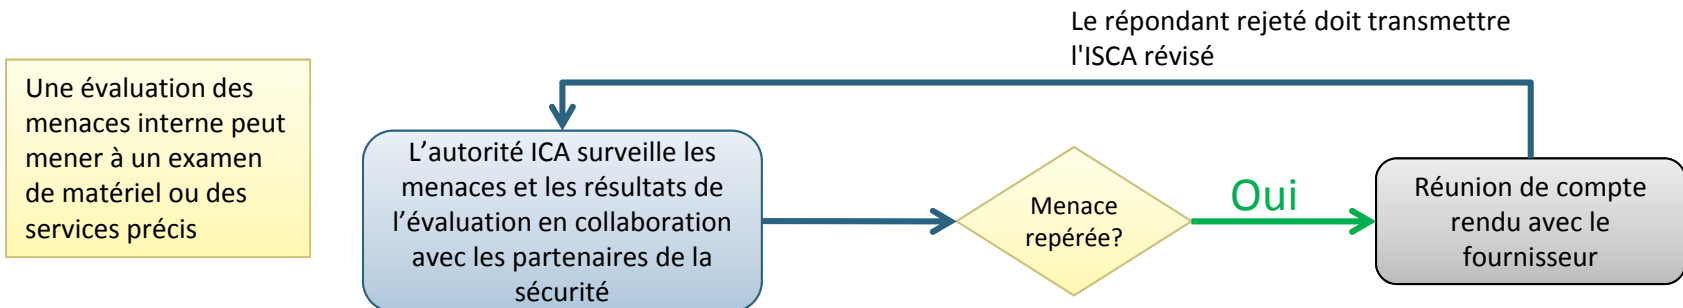 Le répondant rejeté doit transmettre
l'ISCA révisé
Une évaluation des
menaces interne peut
mener à un examen
de matériel ou des
services précis
L’autorité ICA surveille les
menaces et les résultats de
l’évaluation en collaboration
avec les partenaires de la
sécurité
Menace
repérée?
Oui
Réunion de compte
rendu avec le
fournisseur